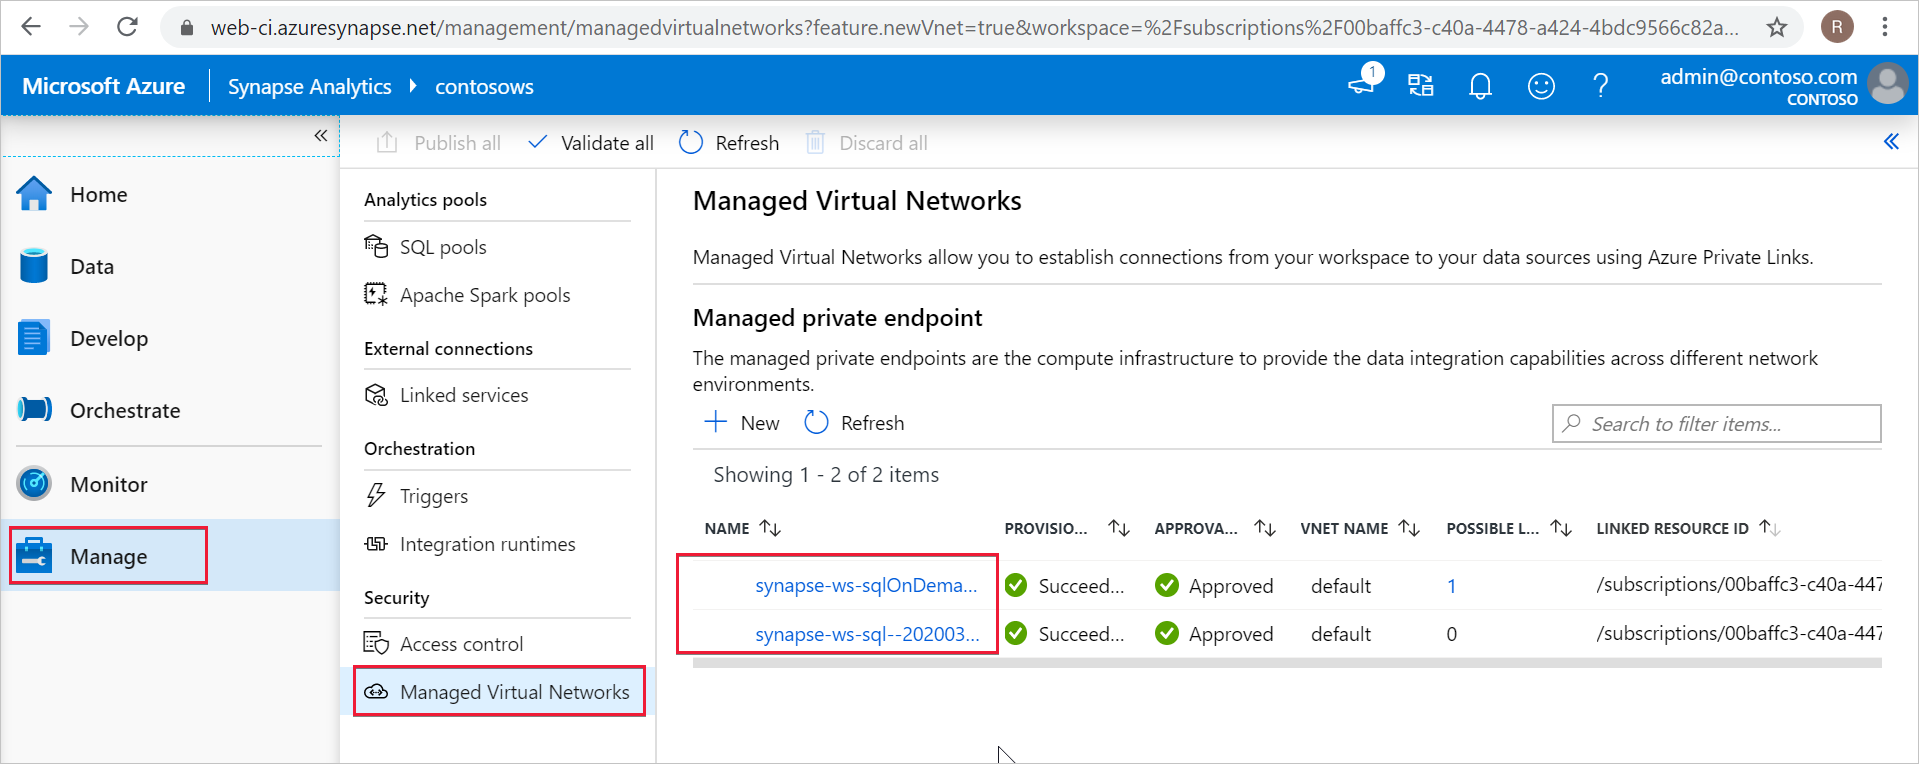 web-ci.azuresynapse.net/management/managedvirtualnetworks?feature.newVnet=true&workspace=%2Fsubscriptions%2F00baffc3-c40a-4478-a424-4bdc9566c82a...
R
Microsoft Azure
Synapse Analytics
contosows
1
?
admin@contoso.com
CONTOSO
Publish all
Validate all
Refresh
Discard all
Home
Data
Develop
Orchestrate
Monitor
Manage
Analytics pools
SQL pools
Apache Spark pools
External connections
Linked services
Orchestration
Triggers
Integration runtimes
Security
Access control
Managed Virtual Networks
Managed Virtual Networks
Managed Virtual Networks allow you to establish connections from your workspace to your data sources using Azure Private Links.
Managed private endpoint
The managed private endpoints are the compute infrastructure to provide the data integration capabilities across different network
environments.
New
Refresh
Search to filter items...
Showing 1 - 2 of 2 items
NAME PROVISIO... APPROVA... VNET NAME POSSIBLE L... LINKED RESOURCE ID
synapse-ws-sqlOnDema... Succeed... Approved default 1 /subscriptions/00baffc3-c40a-447
synapse-ws-sql--202003... Succeed... Approved default 0 /subscriptions/00baffc3-c40a-447